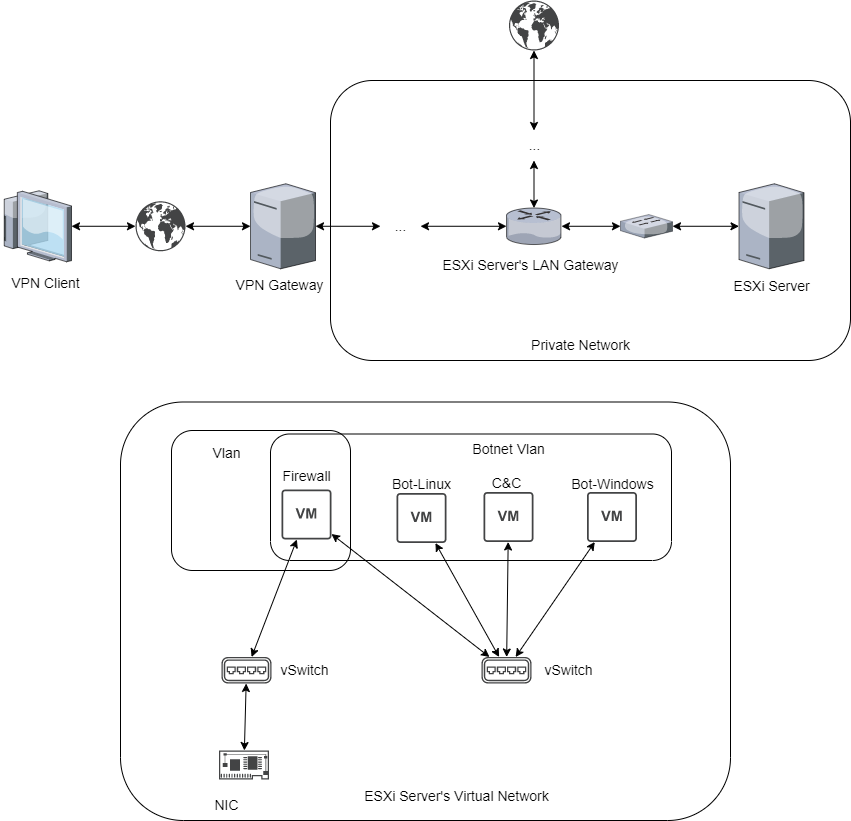 ...
...
VPN Client
VPN Gateway
ESXi Server's LAN Gateway
ESXi Server
Private Network
Vlan
Botnet Vlan
Firewall
Bot-Linux
C&C
Bot-Windows
VM
VM
VM
VM
vSwitch
vSwitch
NIC
ESXi Server's Virtual Network